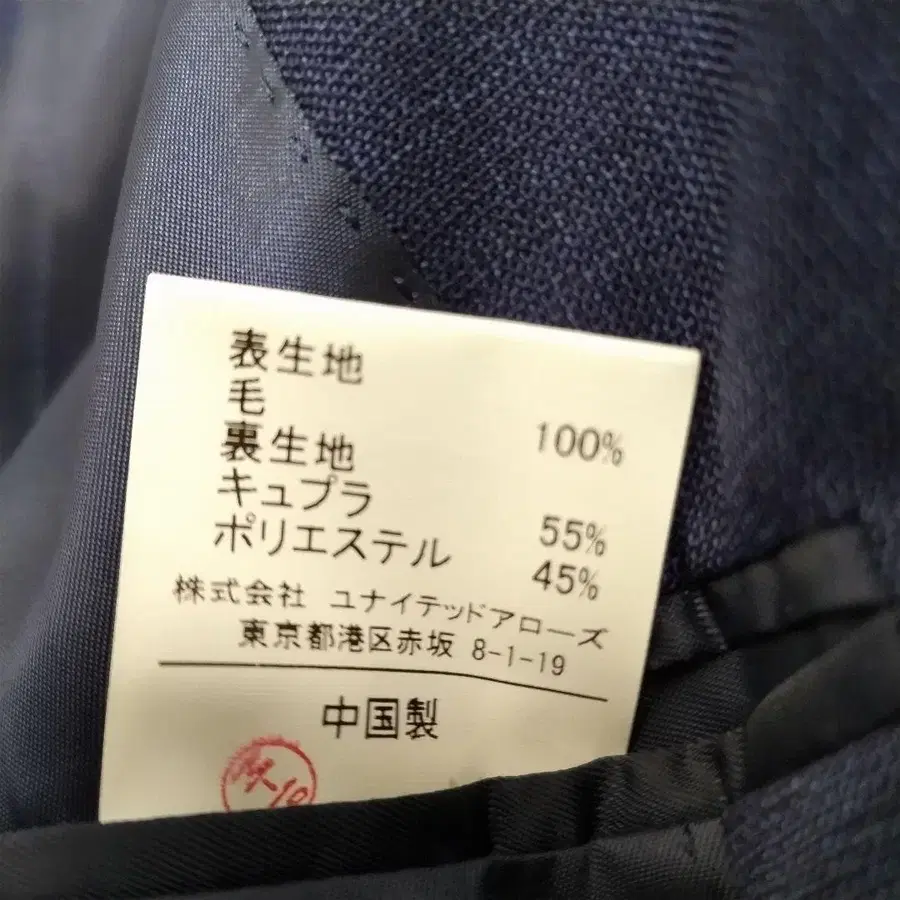 表生地
毛 100%
裏生地
キュプラ 55%
ポリエステル 45%
株式会社 ユナイテッドアローズ
東京都港区赤坂 8-1-19
中国製